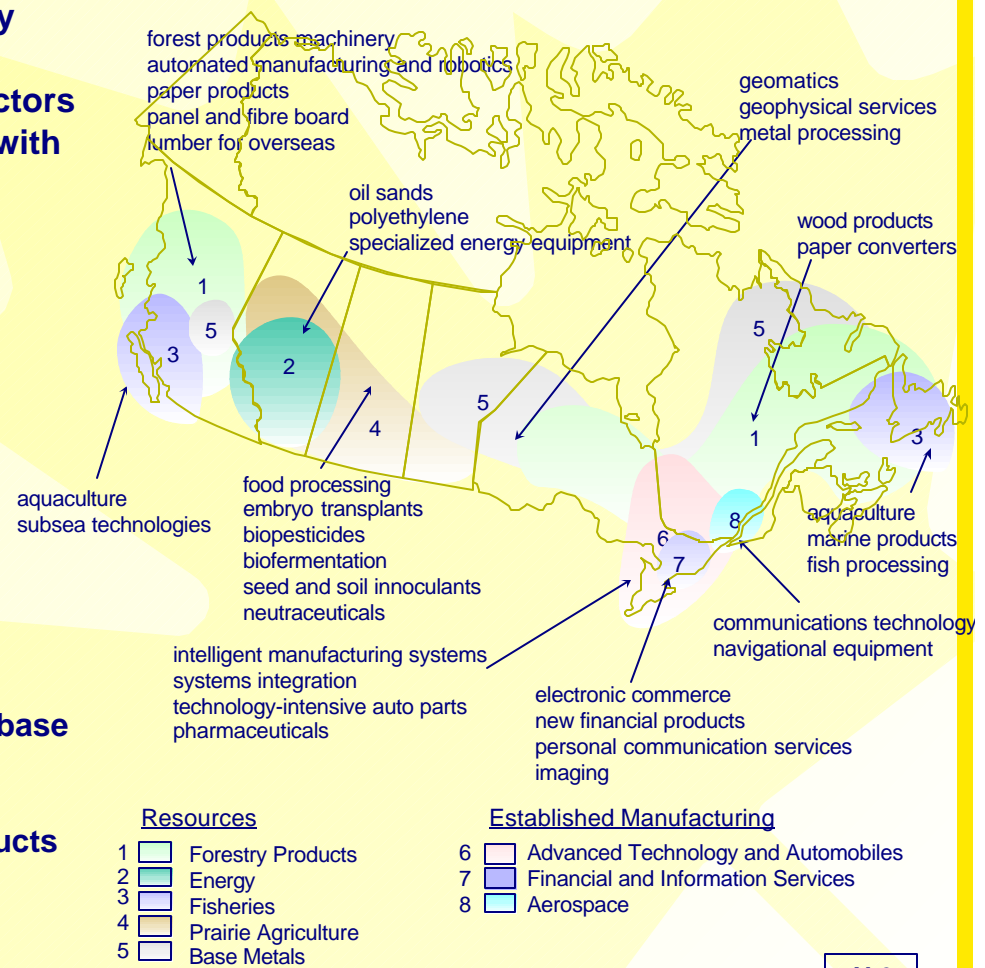 y
ctors
with
base
ucts
forest products machinery
automated manufacturing and robotics
paper products
panel and fibre board
lumber for overseas
geomatics
geophysical services
metal processing
oil sands
polyethylene
specialized energy equipment
wood products
paper converters
1
5
3
2
4
5
5
1
3
6
7
8
aquaculture
subsea technologies
food processing
embryo transplants
biopesticides
biofermentation
seed and soil innoculants
neutraceuticals
aquaculture
marine products
fish processing
communications technology
navigational equipment
intelligent manufacturing systems
systems integration
technology-intensive auto parts
pharmaceuticals
electronic commerce
new financial products
personal communication services
imaging
Resources
1 Forestry Products
2 Energy
3 Fisheries
4 Prairie Agriculture
5 Base Metals
Established Manufacturing
6 Advanced Technology and Automobiles
7 Financial and Information Services
8 Aerospace